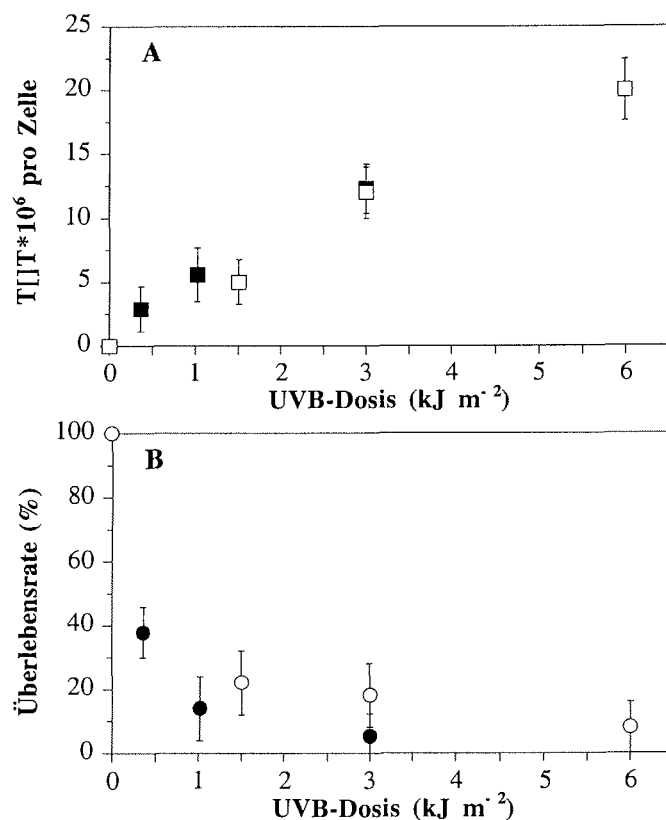 25
20
15
10
5
0
A
T[]T*10⁶ pro Zelle
0 1 2 3 4 5 6
UVB-Dosis (kJ m⁻²)
100
80
60
40
20
0
B
Überlebensrate (%)
0 1 2 3 4 5 6
UVB-Dosis (kJ m⁻²)